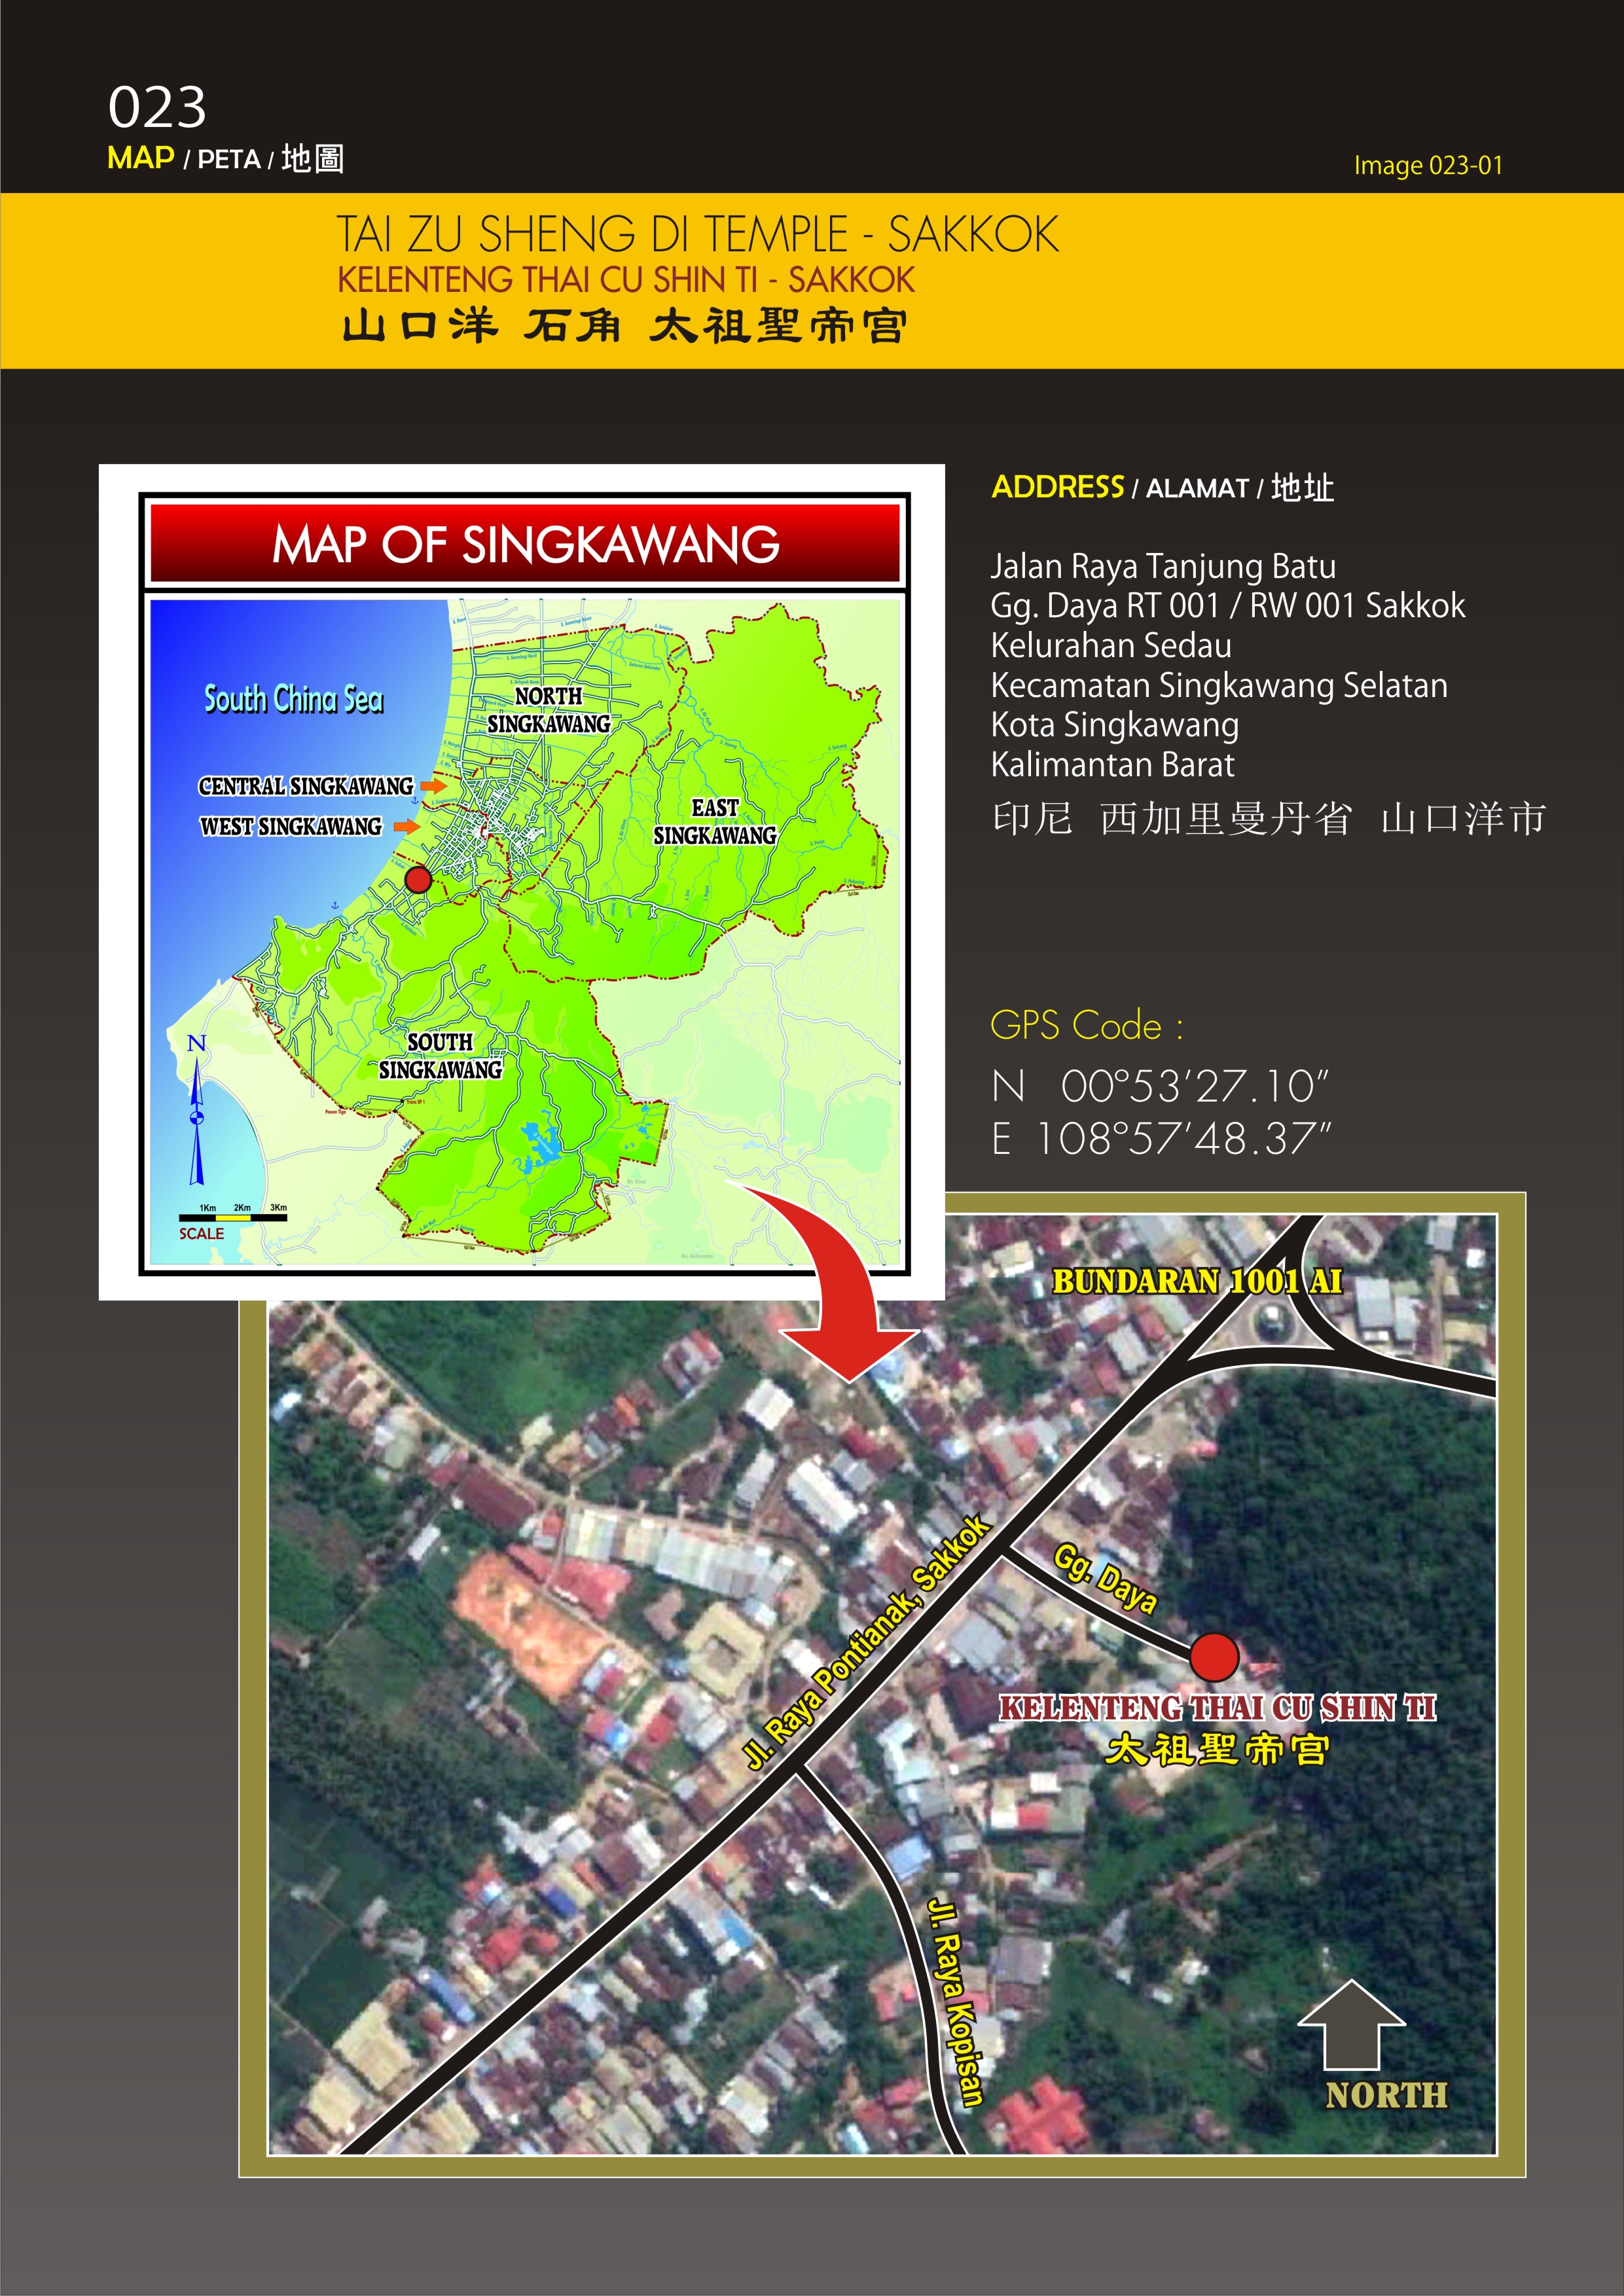 023
MAP / PETA / 地圖
Image 023-01
TAI ZU SHENG DI TEMPLE - SAKKOK
KELENTENG THAI CU SHIN TI - SAKKOK
山口洋 石角 太祖聖帝宮
MAP OF SINGKAWANG
South China Sea
NORTH
SINGKAWANG
CENTRAL SINGKAWANG
WEST SINGKAWANG
EAST
SINGKAWANG
SOUTH
SINGKAWANG
N
1Km 2Km 3Km
SCALE
ADDRESS / ALAMAT / 地址
Jalan Raya Tanjung Batu
Gg. Daya RT 001 / RW 001 Sakkok
Kelurahan Sedau
Kecamatan Singkawang Selatan
Kota Singkawang
Kalimantan Barat
印尼 西加里曼丹省 山口洋市
GPS Code :
N 00°53’27.10”
E 108°57’48.37”
BUNDARAN 1001 AI
Jl. Raya Pontianak, Sakkok
Gg. Daya
KELENTENG THAI CU SHIN TI
太祖聖帝宮
Jl. Raya Kopisan
NORTH